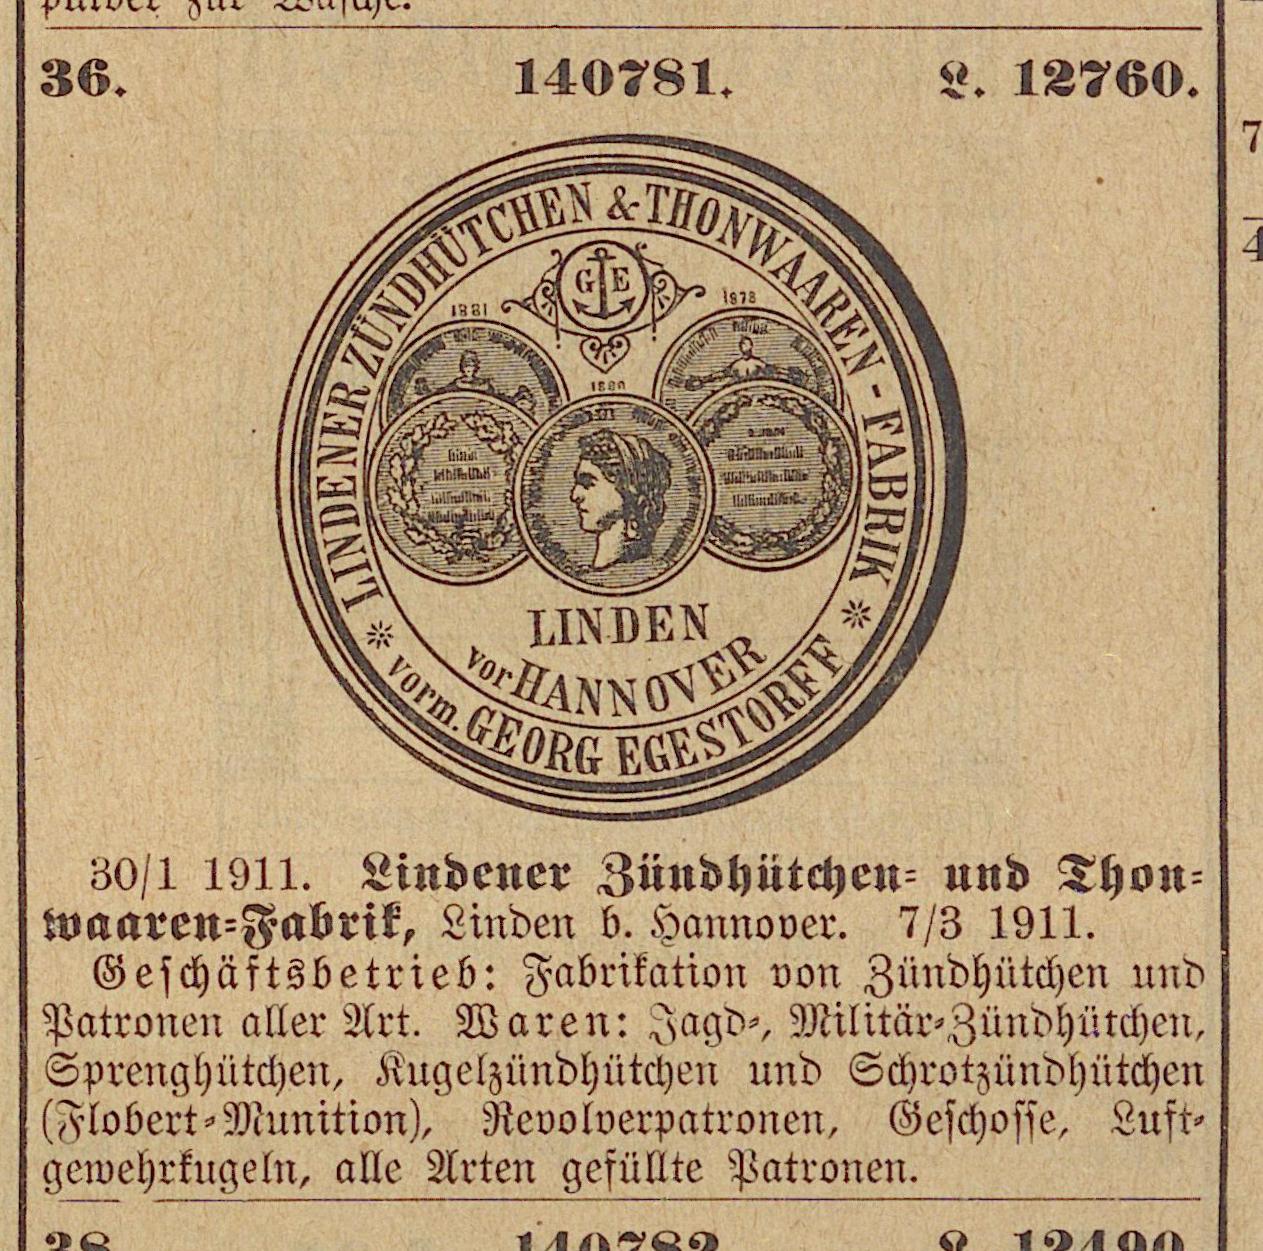 36. 140781. L. 12760.
LINDENER ZÜNDHÜTCHEN & THONWAAREN-FABRIK
G E
1881
1878
1880
LINDEN
vor HANNOVER
* vorm. GEORG EGESTORFF *
30/1 1911. Lindener Zündhütchen- und Thon-
waaren-Fabrik, Linden b. Hannover. 7/3 1911.
Geschäftsbetrieb: Fabrikation von Zündhütchen und
Patronen aller Art. Waren: Jagd-, Militär-Zündhütchen,
Sprenghütchen, Kugelzündhütchen und Schrotzündhütchen
(Flobert-Munition), Revolverpatronen, Geschosse, Luft-
gewehrkugeln, alle Arten gefüllte Patronen.